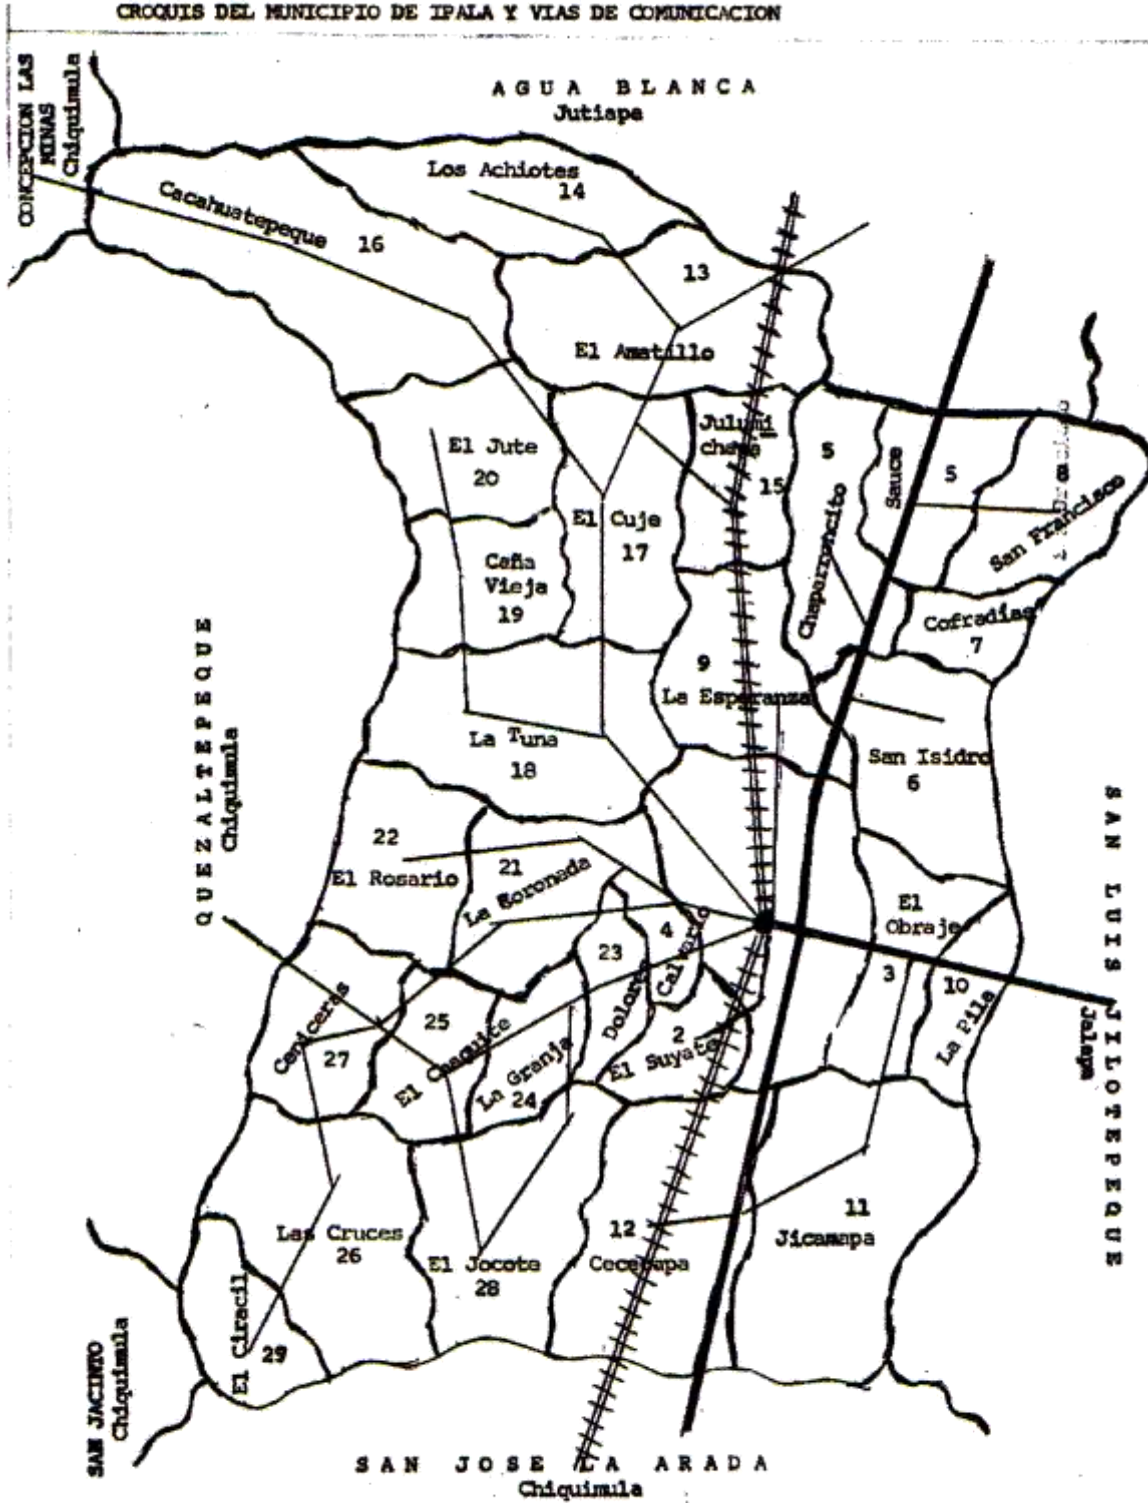 CROQUIS DEL MUNICIPIO DE IPALA Y VIAS DE COMUNICACION
CONCEPCION LAS
MINAS
Chiquimula
AGUA BLANCA
Jutiapa
Los Achiotes
14
Cacahuatepeque
16
13
El Amatillo
El Jute
20
Julumi
15
5
Chaparroncito
Sauce
5
8
San Francisco
El Cuje
17
Caña
Vieja
19
Cofradias
7
9
La Esperanza
La Tuna
18
San Isidro
6
QUEZALTEPEQUE
Chiquimula
22
El Rosario
21
La Coronada
El
Obraje
3
10
La Pila
4
Calvario
23
Dolores
2
El Suyate
25
El Chaguite
La Granja
24
Ceniceras
27
SAN LUIS JILOTEPEQUE
Jalapa
Las Cruces
26
El Jocote
28
12
Cececapa
11
Jicamapa
El Ciracil
29
SAN JACINTO
Chiquimula
SAN JOSE LA ARADA
Chiquimula